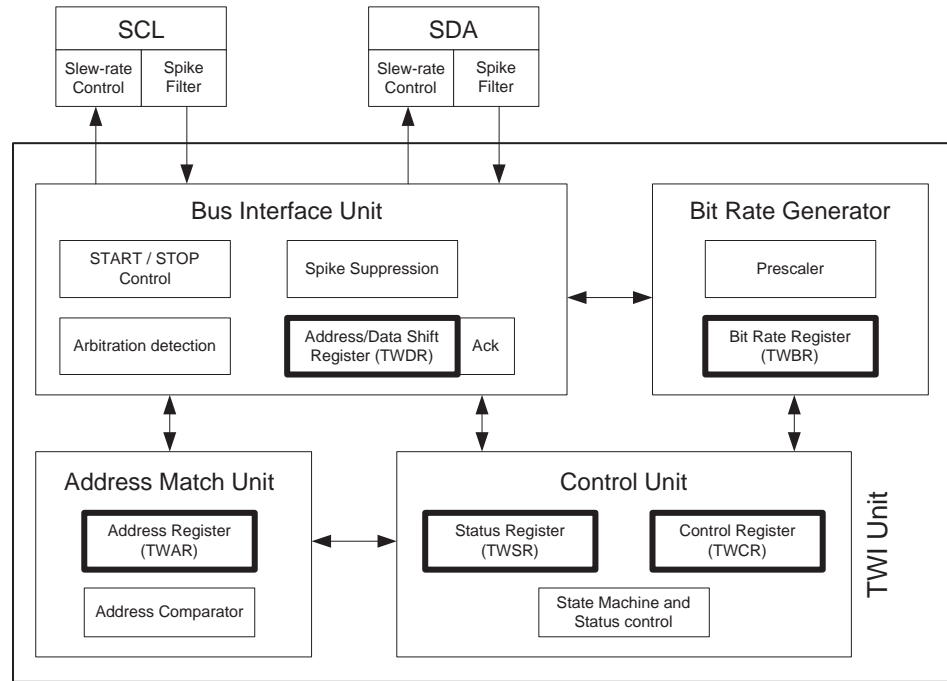 SCL
Slew-rate
Control
Spike
Filter
SDA
Slew-rate
Control
Spike
Filter
Bus Interface Unit
START / STOP
Control
Spike Suppression
Arbitration detection
Address/Data Shift
Register (TWDR)
Ack
Bit Rate Generator
Prescaler
Bit Rate Register
(TWBR)
Address Match Unit
Address Register
(TWAR)
Address Comparator
Control Unit
Status Register
(TWSR)
Control Register
(TWCR)
State Machine and
Status control
TWI Unit